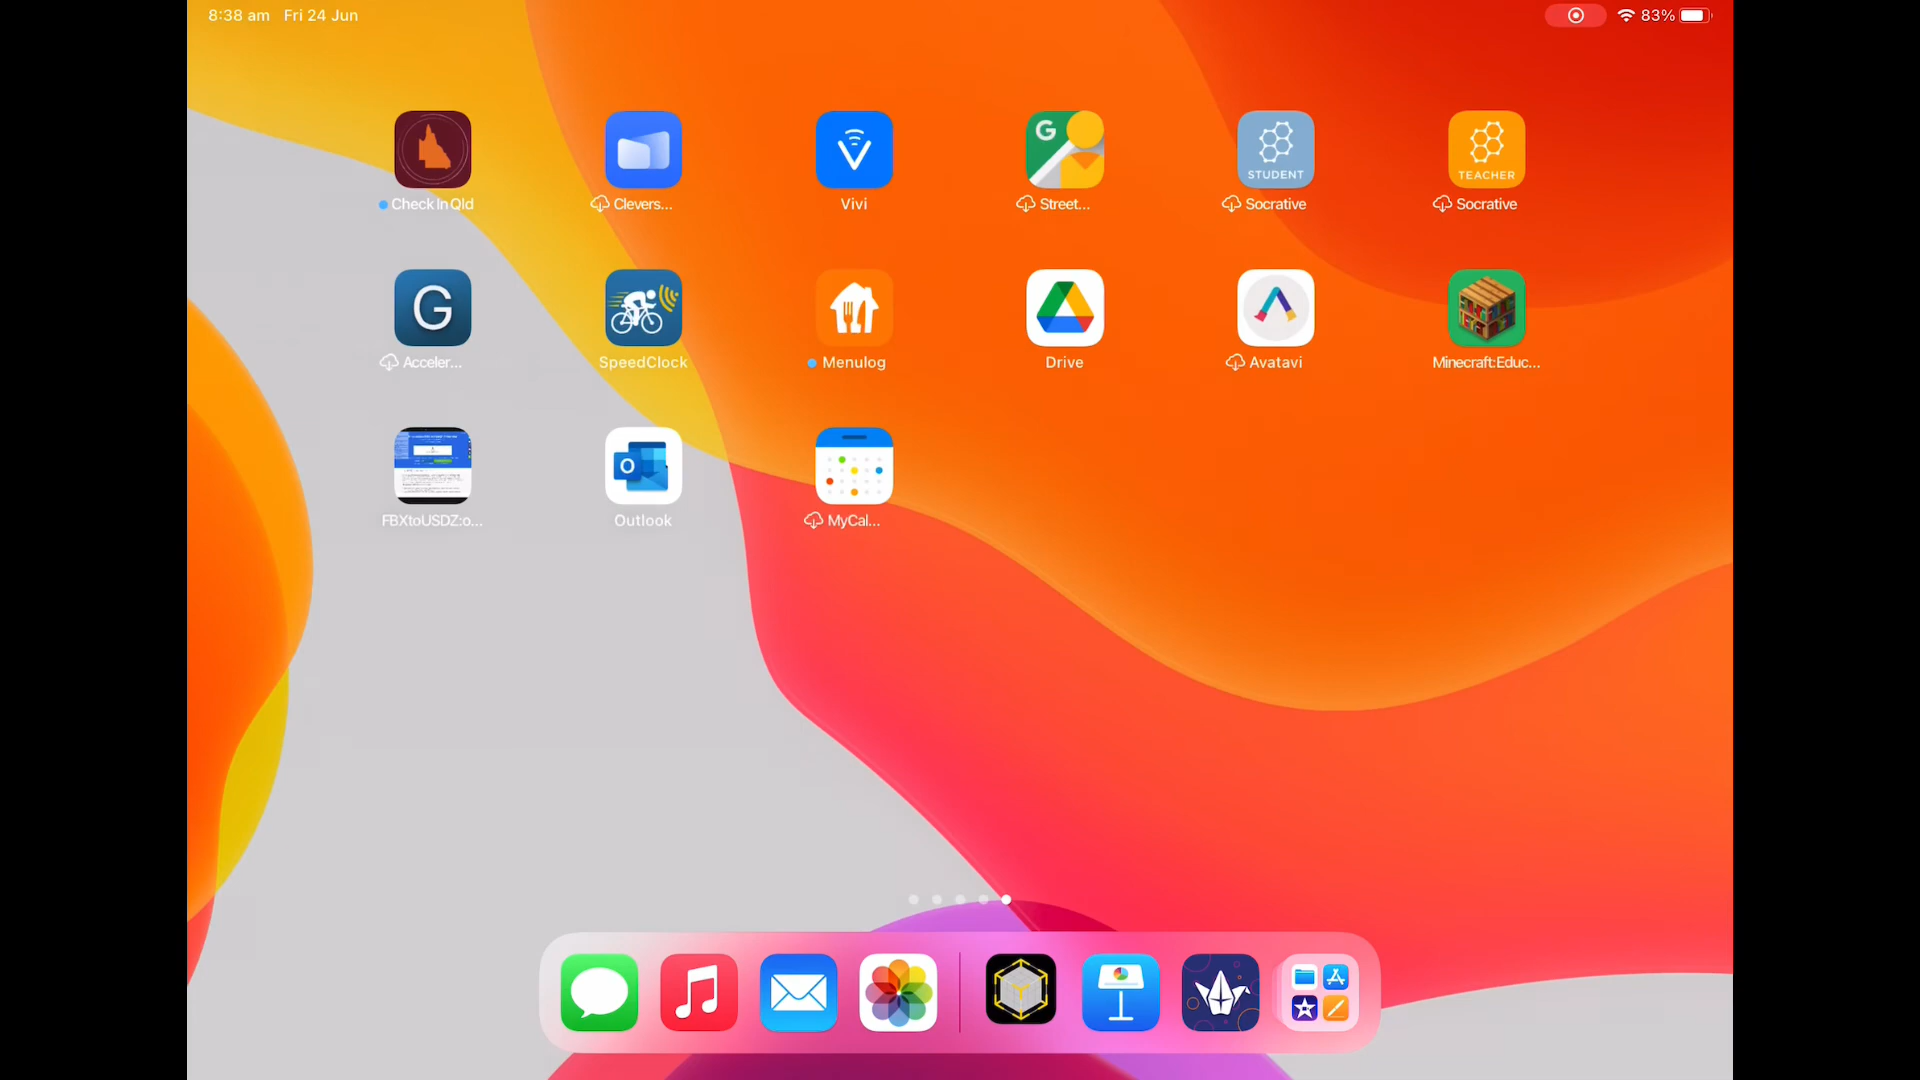 8:38 am Fri 24 Jun
83%
STUDENT
TEACHER
Check In Qld
Clevers...
Vivi
Street...
Socrative
Socrative
G
G
Acceler...
SpeedClock
Menulog
Drive
Avatavi
Minecraft: Educ...
O
FBXtoUSDZ:o...
Outlook
MyCal...